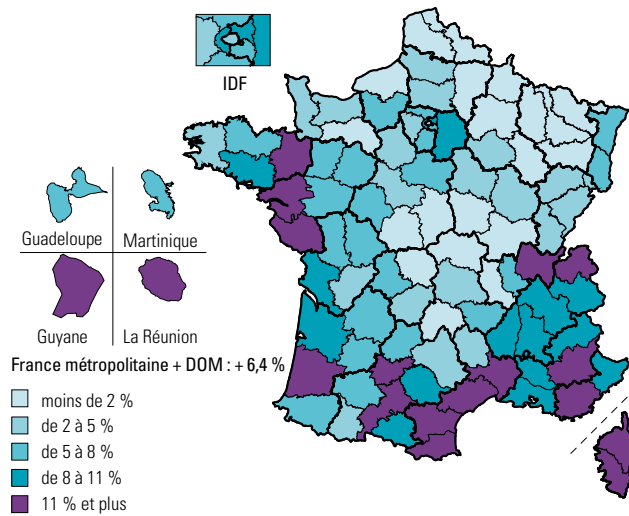 IDF
Guadeloupe
Martinique
Guyane
La Réunion
France métropolitaine + DOM : + 6,4 %
moins de 2 %
de 2 à 5 %
de 5 à 8 %
de 8 à 11 %
11 % et plus